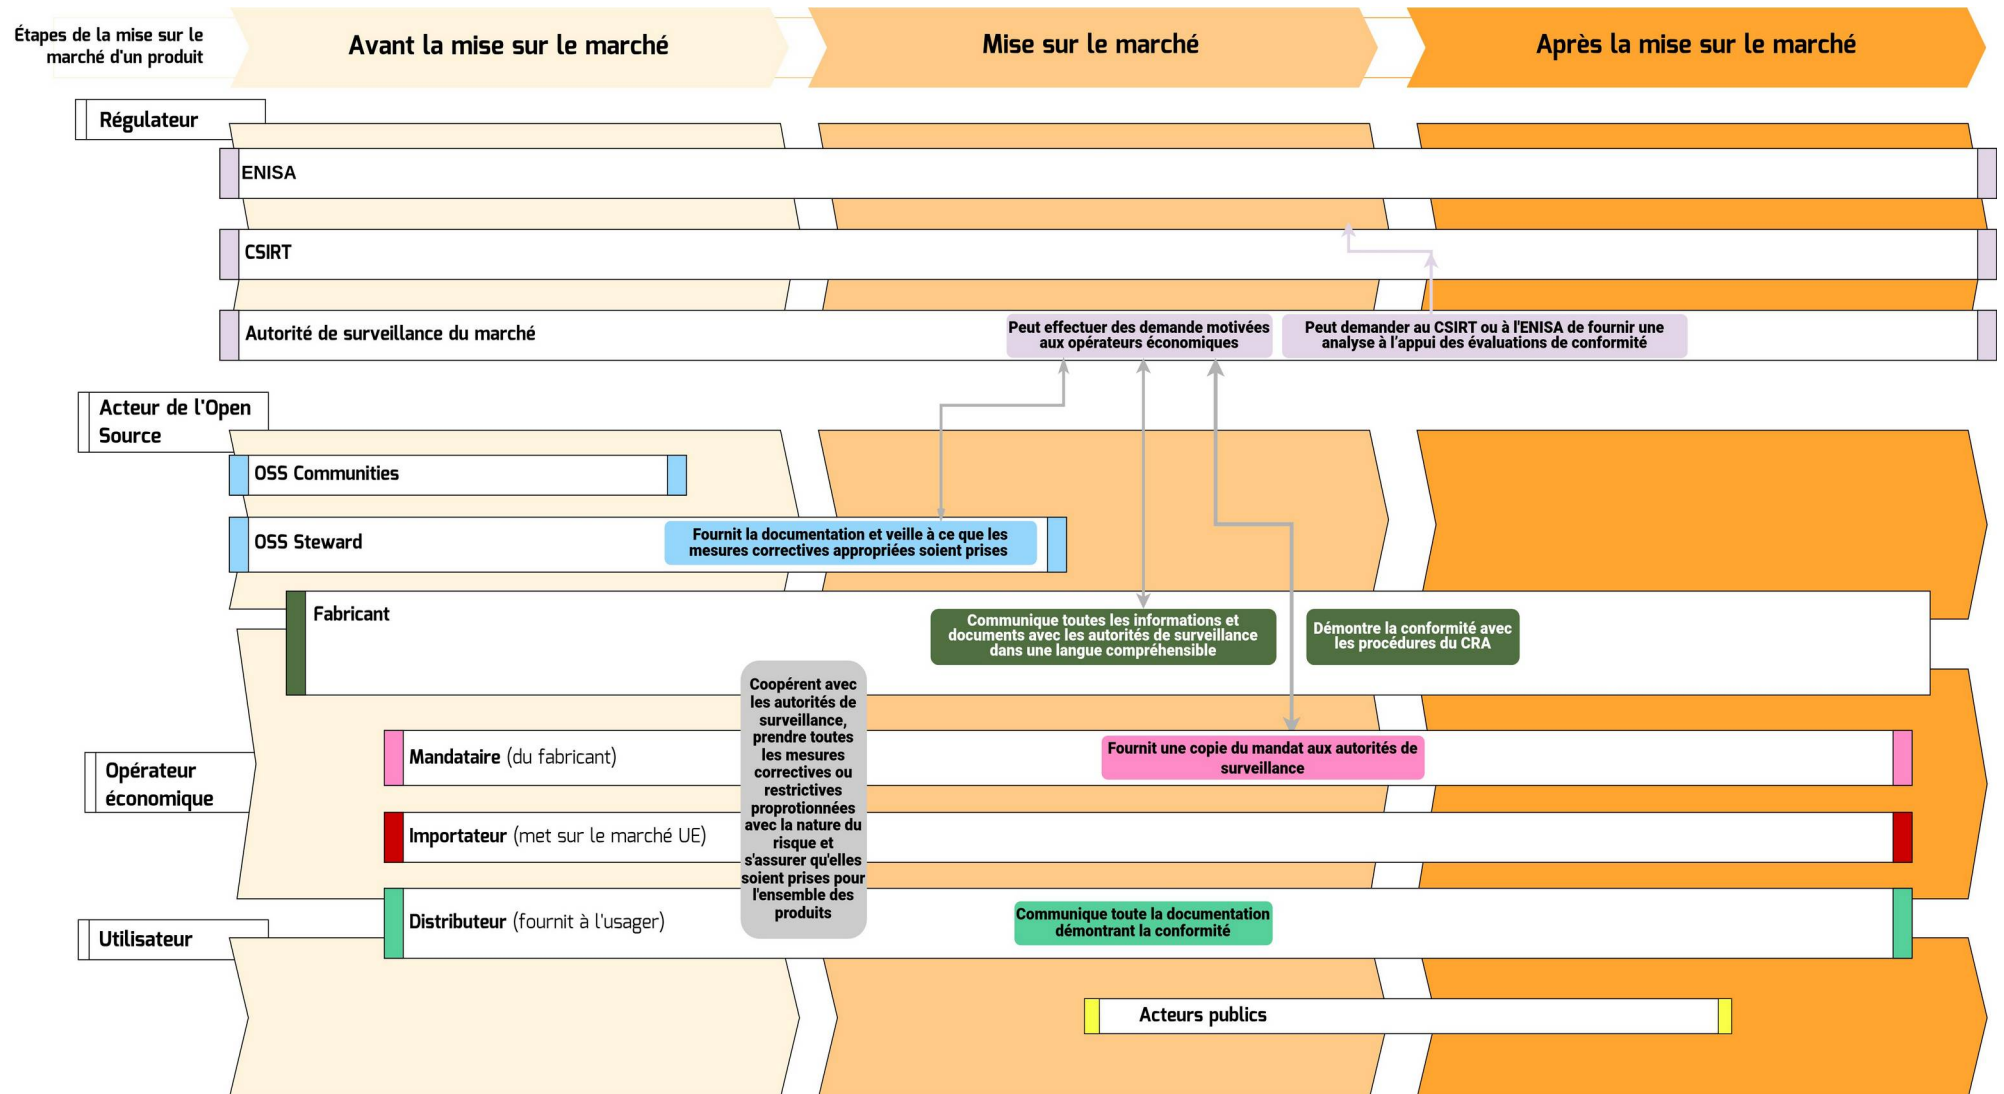 Étapes de la mise sur le
marché d'un produit
Avant la mise sur le marché
Mise sur le marché
Après la mise sur le marché
Régulateur
ENISA
CSIRT
Autorité de surveillance du marché
Peut effectuer des demande motivées
aux opérateurs économiques
Peut demander au CSIRT ou à l'ENISA de fournir une
analyse à l'appui des évaluations de conformité
Acteur de l'Open
Source
OSS Communities
OSS Steward
Fournit la documentation et veille à ce que les
mesures correctives appropriées soient prises
Fabricant
Communique toutes les informations et
documents avec les autorités de surveillance
dans une langue compréhensible
Démontre la conformité avec
les procédures du CRA
Coopérent avec
les autorités de
surveillance,
prendre toutes
les mesures
correctives ou
restrictives
proprotionnées
avec la nature du
risque et
s'assurer qu'elles
soient prises pour
l'ensemble des
produits
Opérateur
économique
Mandataire (du fabricant)
Fournit une copie du mandat aux autorités de
surveillance
Importateur (met sur le marché UE)
Distributeur (fournit à l'usager)
Communique toute la documentation
démontrant la conformité
Utilisateur
Acteurs publics